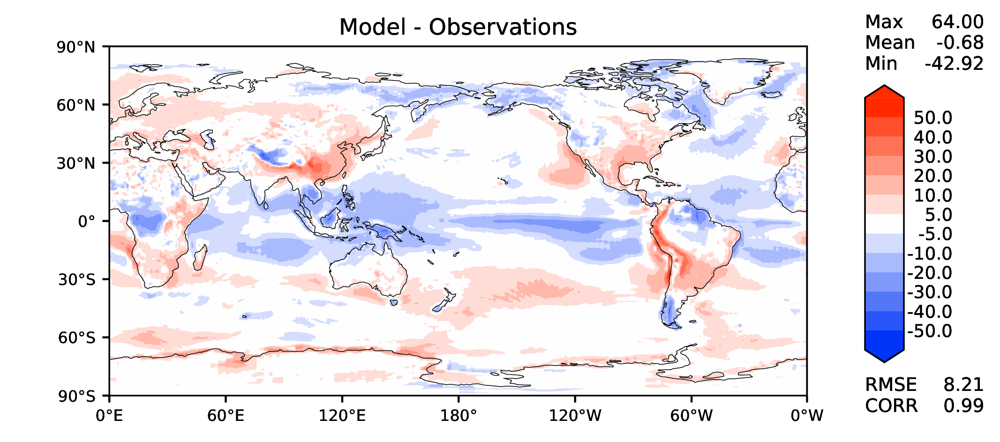 Model - Observations
Max 64.00
Mean -0.68
Min -42.92
90°N
60°N
30°N
0°
30°S
60°S
90°S
0°E 60°E 120°E 180° 120°W 60°W 0°W
50.0
40.0
30.0
20.0
10.0
5.0
-5.0
-10.0
-20.0
-30.0
-40.0
-50.0
RMSE 8.21
CORR 0.99